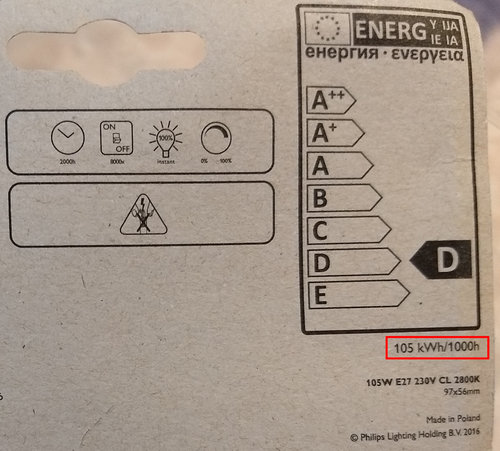 ENERG Y IJA
IE IA
енергия · ενεργεια
A++
A+
A
B
C
D
D
E
ON
OFF
100%
2000h
8000x
instant
0% 100%
105 kWh/1000h
105W E27 230V CL 2800K
97x56mm
Made in Poland
© Philips Lighting Holding B.V. 2016